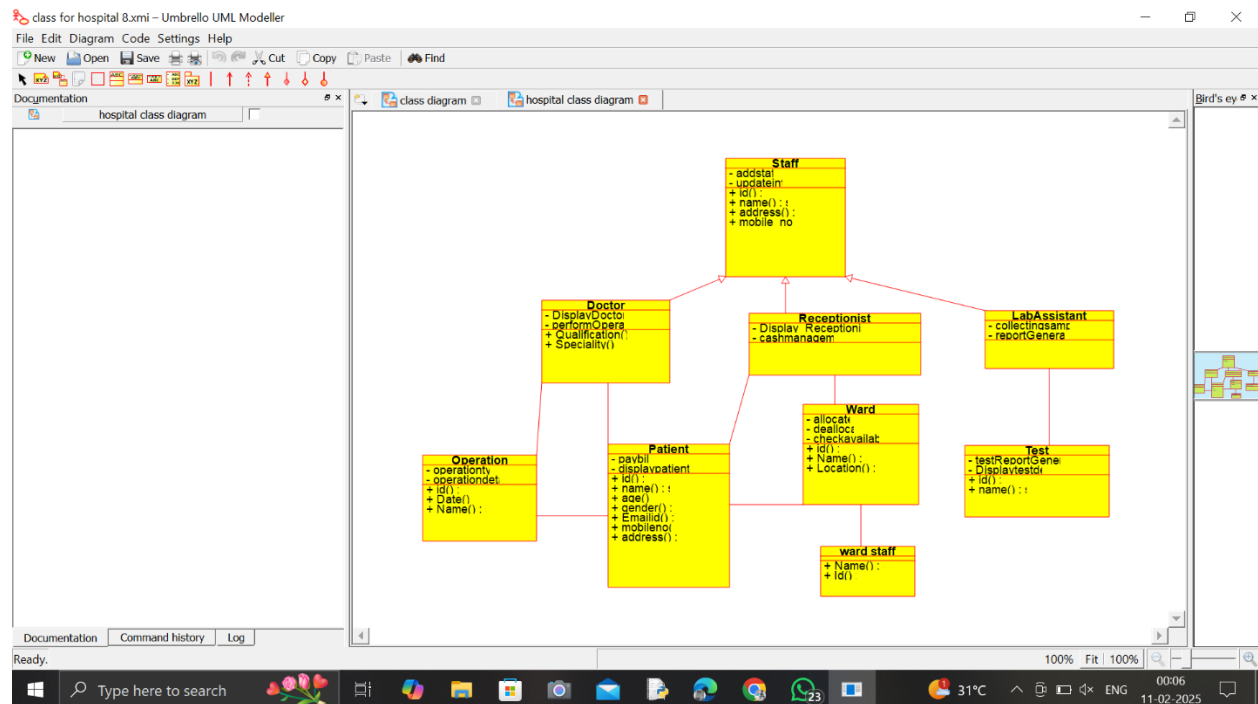 class for hospital 8.xmi – Umbrello UML Modeller
File Edit Diagram Code Settings Help
New Open Save Cut Copy Paste Find
Documentation
hospital class diagram
class diagram
hospital class diagram
Bird's ey
Staff
- addstaf
- updatein
+ id() :
+ name() : s
+ address() :
+ mobile_no
Doctor
- DisplayDoctor
- performOpera
+ Qualification()
+ Speciality()
Receptionist
- Display_Receptioni
- cashmanagem
LabAssistant
- collectingsamp
- reportGenera
Operation
- operationty
- operationdeta
+ id() :
+ Date()
+ Name() :
Patient
- paybil
- displaypatient
+ id() :
+ name() : s
+ age()
+ gender() :
+ Emailid() :
+ mobileno(
+ address() :
Ward
- allocate
- dealloca
- checkavailab
+ id() :
+ Name() :
+ Location() :
Test
- testReportGene
- Displaytestde
+ id() :
+ name() : s
ward staff
+ Name() :
+ Id() :
Documentation Command history Log
Ready.
100% Fit 100%
Type here to search
23
1
31°C
ENG
00:06
11-02-2025